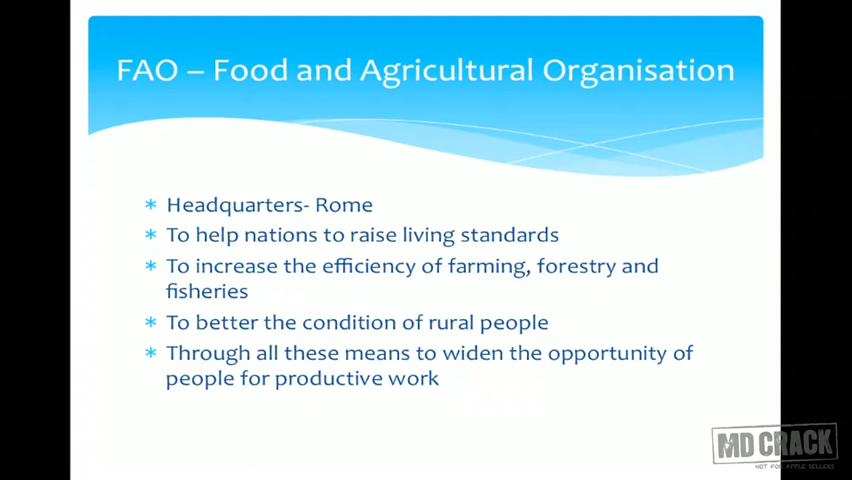 FAO – Food and Agricultural Organisation
* Headquarters- Rome
* To help nations to raise living standards
* To increase the efficiency of farming, forestry and
fisheries
* To better the condition of rural people
* Through all these means to widen the opportunity of
people for productive work
MD CRACK
NOT FOR APPLE SELLERS